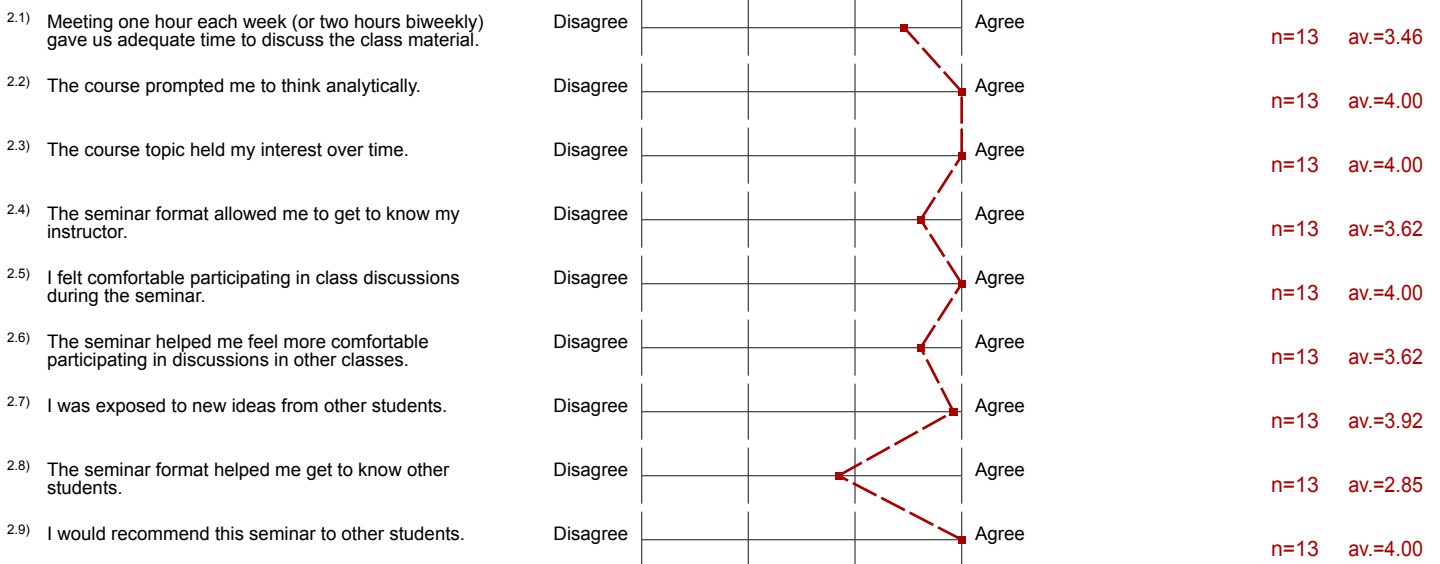 2.1) Meeting one hour each week (or two hours biweekly) Disagree Agree
gave us adequate time to discuss the class material. n=13 av.=3.46
2.2) The course prompted me to think analytically. Disagree Agree
n=13 av.=4.00
2.3) The course topic held my interest over time. Disagree Agree
n=13 av.=4.00
2.4) The seminar format allowed me to get to know my Disagree Agree
instructor. n=13 av.=3.62
2.5) I felt comfortable participating in class discussions Disagree Agree
during the seminar. n=13 av.=4.00
2.6) The seminar helped me feel more comfortable Disagree Agree
participating in discussions in other classes. n=13 av.=3.62
2.7) I was exposed to new ideas from other students. Disagree Agree
n=13 av.=3.92
2.8) The seminar format helped me get to know other Disagree Agree
students. n=13 av.=2.85
2.9) I would recommend this seminar to other students. Disagree Agree
n=13 av.=4.00